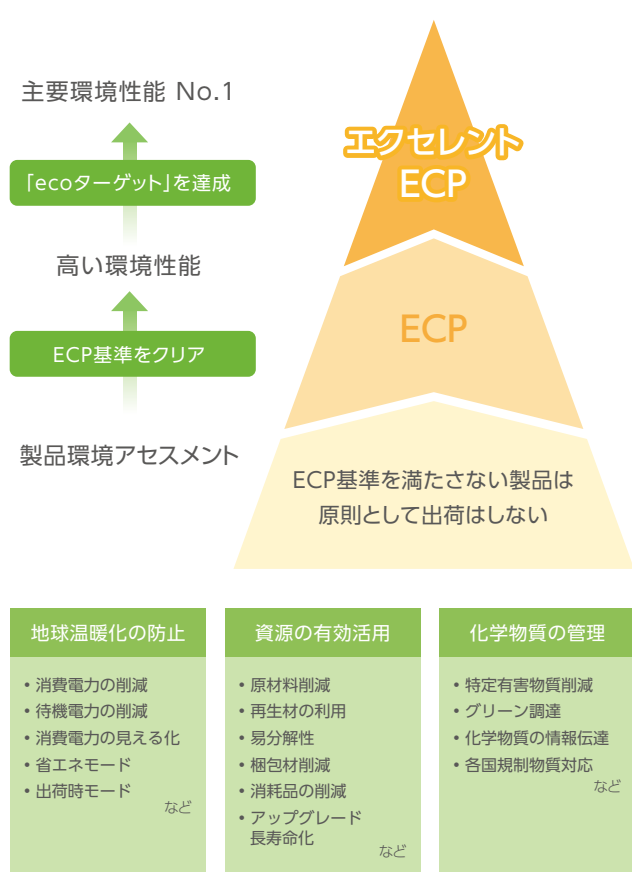 主要環境性能 No.1
「ecoターゲット」を達成
高い環境性能
ECP基準をクリア
製品環境アセスメント
エクセレント
ECP
ECP
ECP基準を満たさない製品は
原則として出荷はしない
地球温暖化の防止
・消費電力の削減
・待機電力の削減
・消費電力の見える化
・省エネモード
・出荷時モード
など
資源の有効活用
・原材料削減
・再生材の利用
・易分解性
・梱包材削減
・消耗品の削減
・アップグレード
長寿命化
など
化学物質の管理
・特定有害物質削減
・グリーン調達
・化学物質の情報伝達
・各国規制物質対応
など